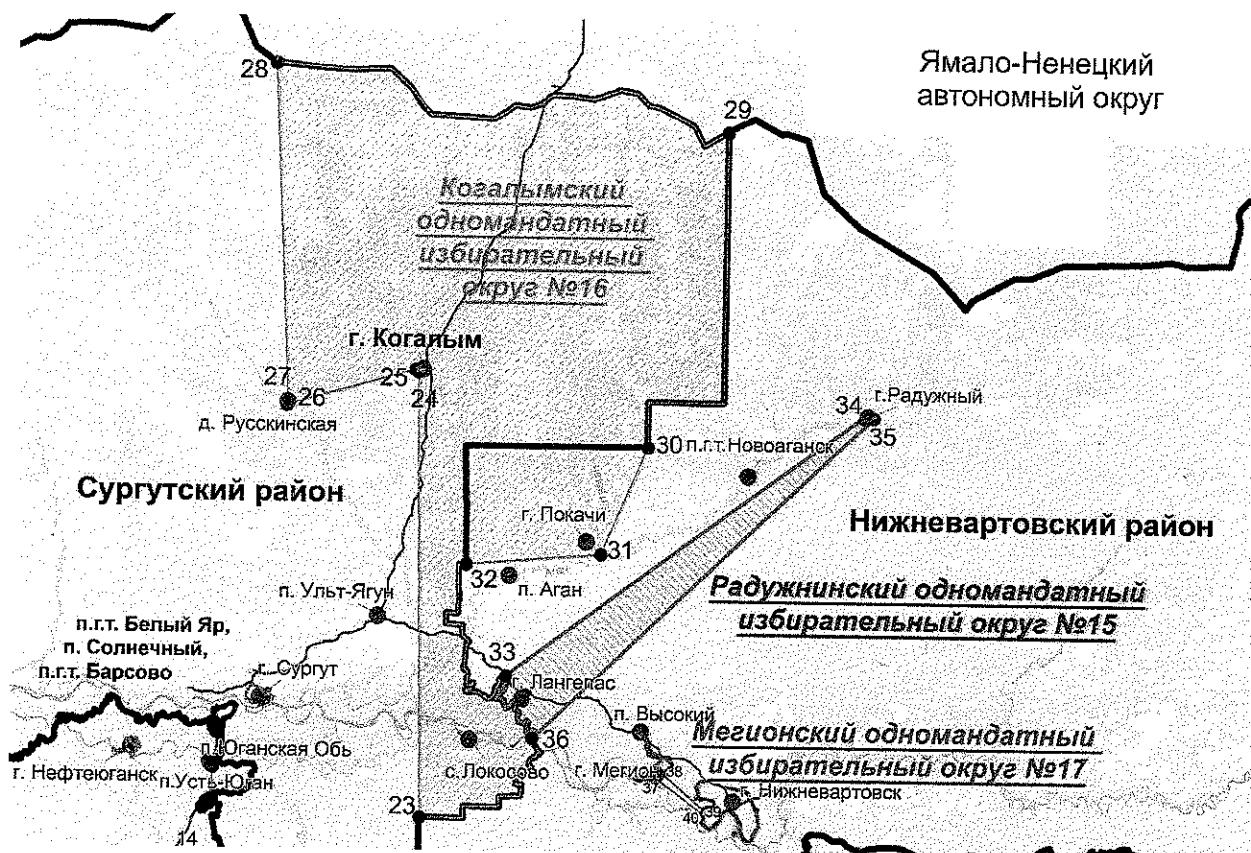 Ямало-Ненецкий
автономный округ
28
29
Когалымский
одномандатный
избирательный
округ №16
г. Когалым
27
26
25
24
д. Русскинская
34
г.Радужный
35
30
п.г.т.Новоаганск
Сургутский район
г. Покачи
Нижневартовский район
31
32
п. Аган
п. Ульт-Ягун
Радужнинский одномандатный
избирательный округ №15
п.г.т. Белый Яр,
п. Солнечный,
п.г.т. Барсово
г. Сургут
33
г. Лангепас
п. Высокий
Мегионский одномандатный
избирательный округ №17
36
п.Юганская Обь
г. Нефтеюганск
п.Усть-Юган
с.Локосово
г. Мегион
38
37
23
г. Нижневартовск
39
40
14